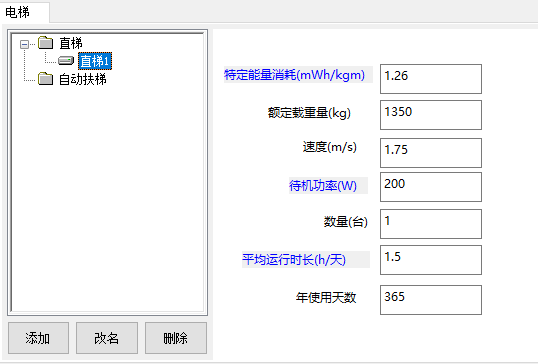 电梯
直梯
直梯1
自动扶梯
添加 改名 删除
特定能量消耗(mWh/kgm) 1.26
额定载重量(kg) 1350
速度(m/s) 1.75
待机功率(W) 200
数量(台) 1
平均运行时长(h/天) 1.5
年使用天数 365